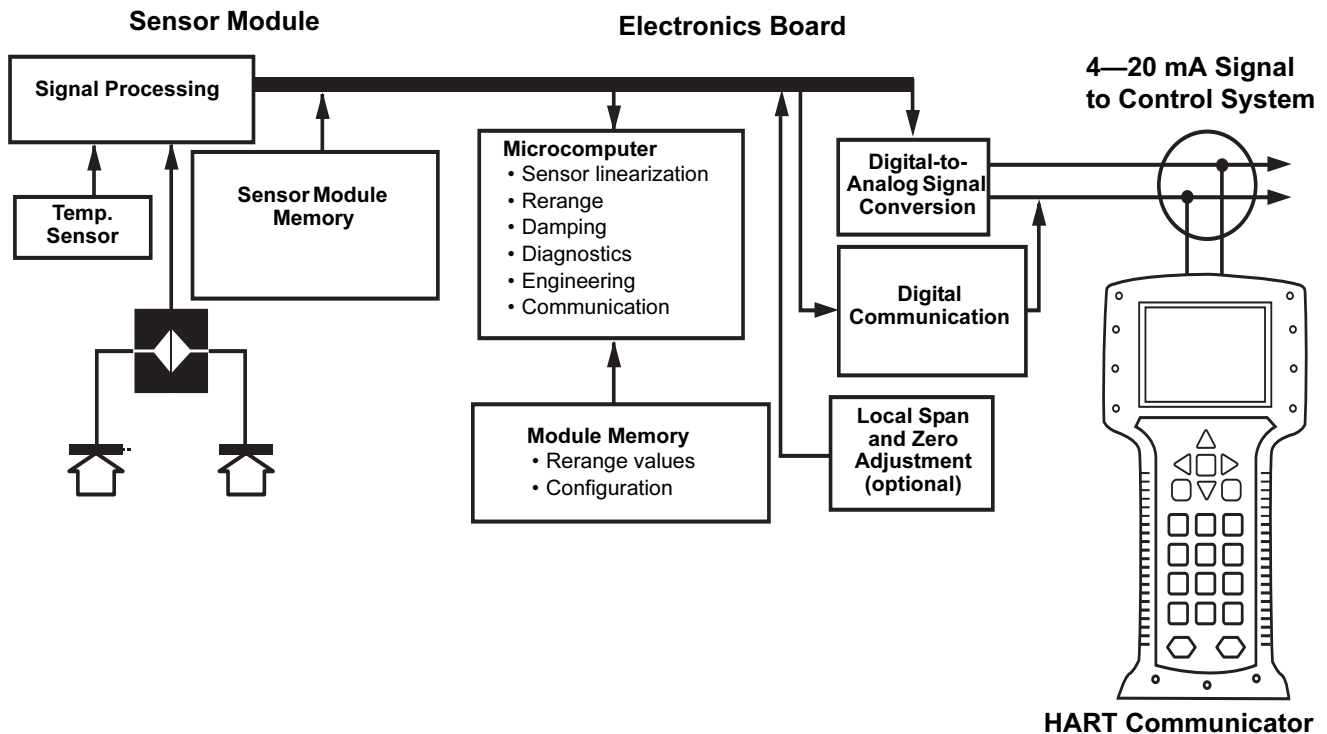 Sensor Module
Electronics Board
4—20 mA Signal
to Control System
Signal Processing
Temp.
Sensor
Sensor Module
Memory
Microcomputer
• Sensor linearization
• Rerange
• Damping
• Diagnostics
• Engineering
• Communication
Digital-to-
Analog Signal
Conversion
Digital
Communication
Module Memory
• Rerange values
• Configuration
Local Span
and Zero
Adjustment
(optional)
HART Communicator